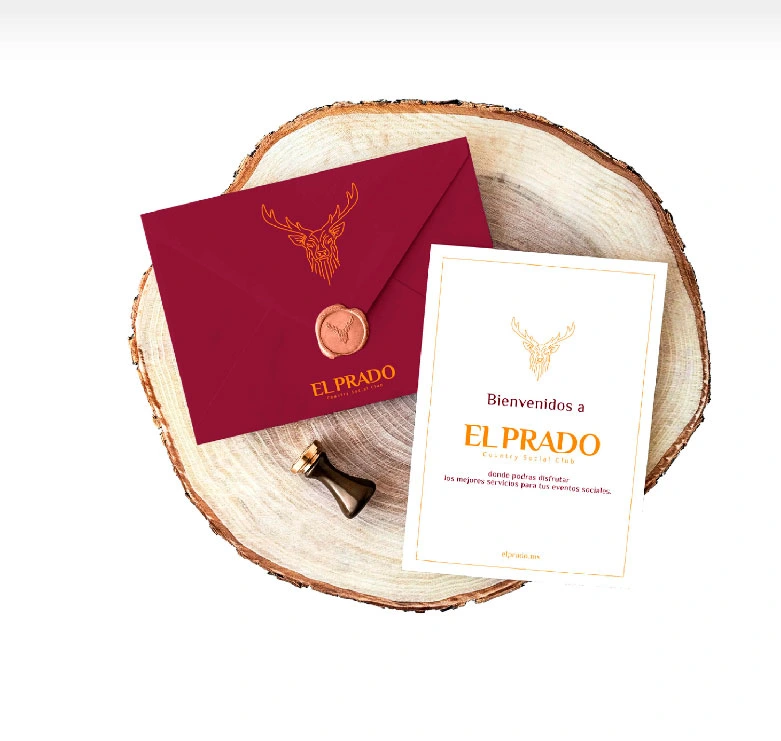 EL PRADO
Country Social Club
Bienvenidos a
EL PRADO
Country Social Club
donde podras disfrutar
los mejores servicios para tus eventos sociales.
elprado.mx